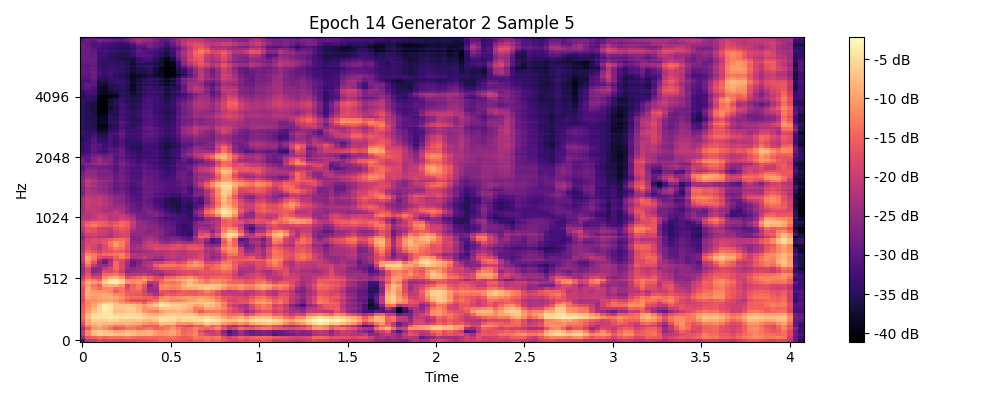 Epoch 14 Generator 2 Sample 5
Hz
4096
2048
1024
512
0
0
0.5
1
1.5
2
2.5
3
3.5
4
Time
-5 dB
-10 dB
-15 dB
-20 dB
-25 dB
-30 dB
-35 dB
-40 dB